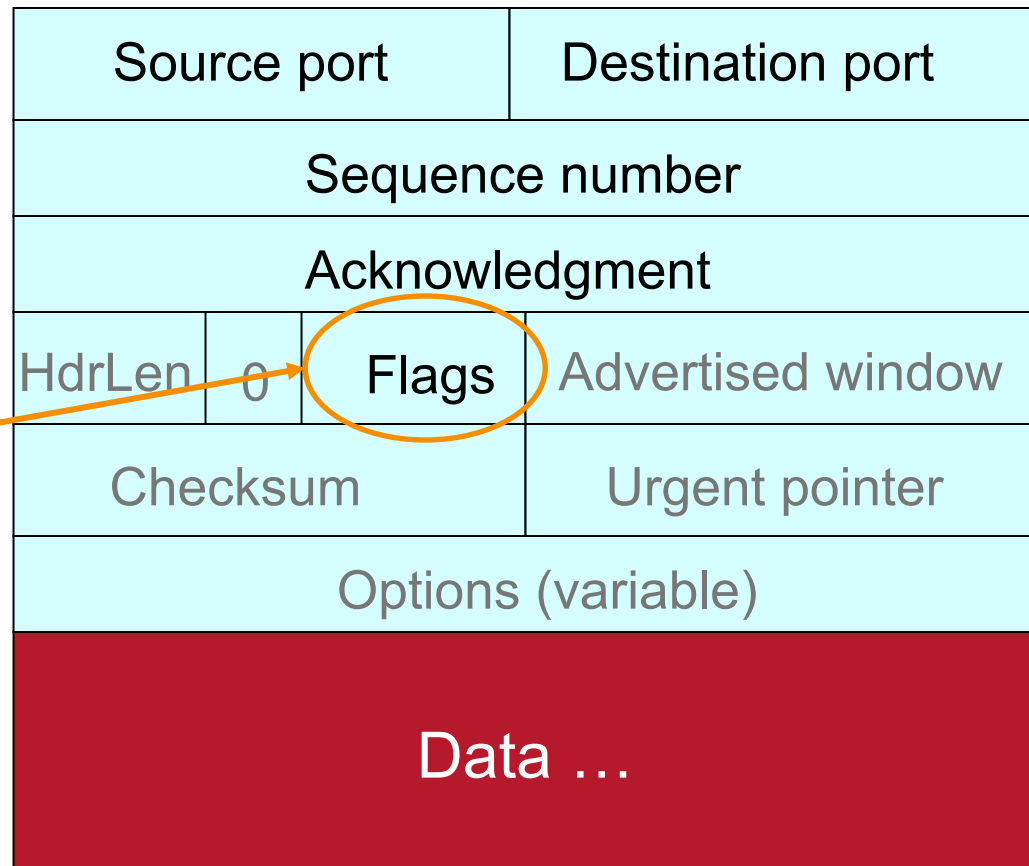 Source port Destination port
Sequence number
Acknowledgment
HdrLen 0 Flags Advertised window
Checksum Urgent pointer
Options (variable)
Data …